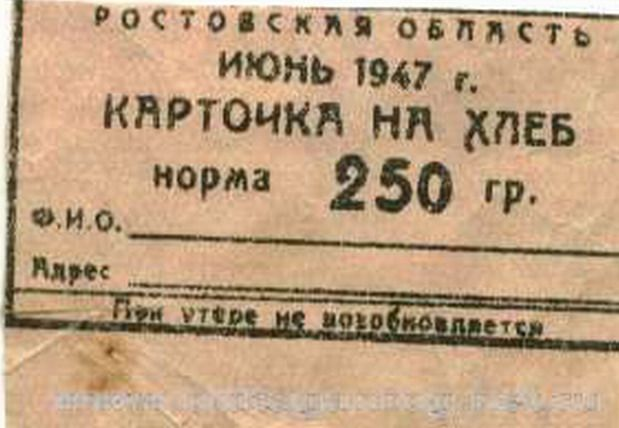 РОСТОВСКАЯ ОБЛАСТЬ
ИЮНЬ 1947 г.
КАРТОЧКА НА ХЛЕБ
норма 250 гр.
Ф.И.О.
Адрес
При утере не возобновляется